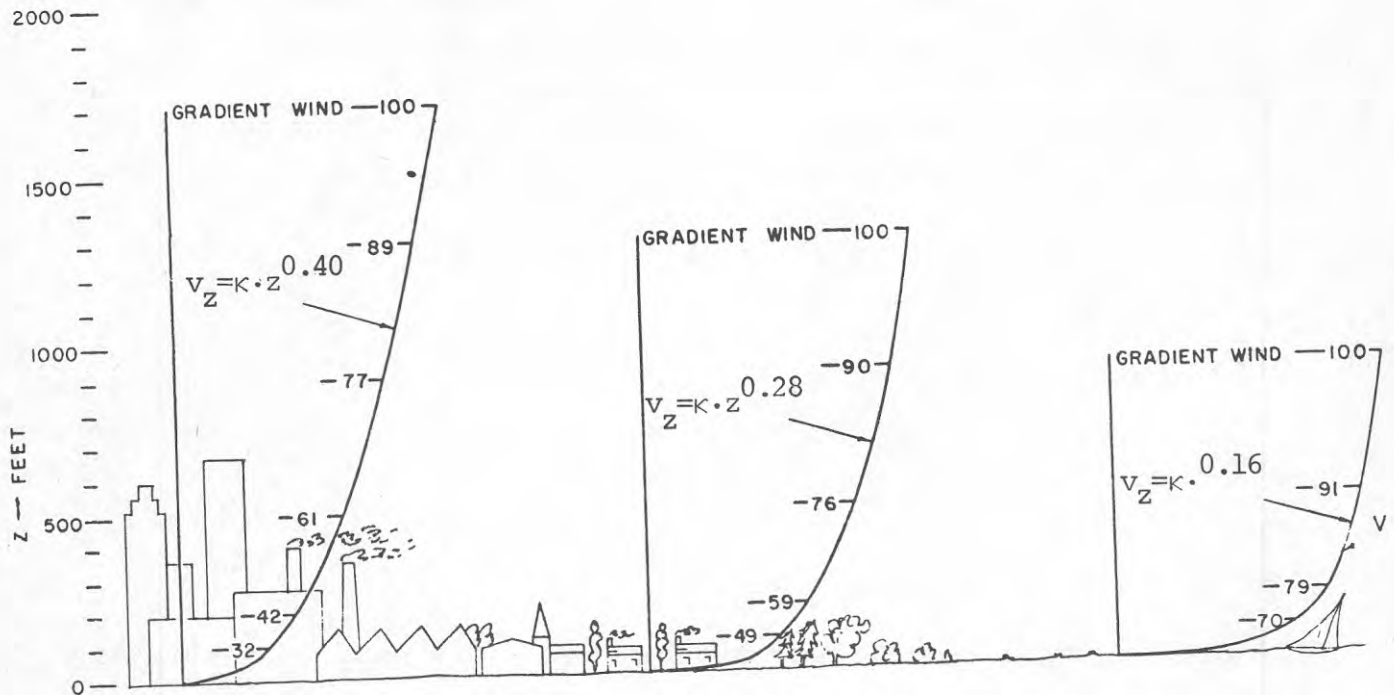 2000
1500
1000
500
0
Z — FEET
GRADIENT WIND —100
—89
V_Z=K·Z^0.40
—77
—61
—42
—32
GRADIENT WIND —100
—90
V_Z=K·Z^0.28
—76
—59
—49
GRADIENT WIND —100
—91
V_Z=K·^0.16
V
—79
—70